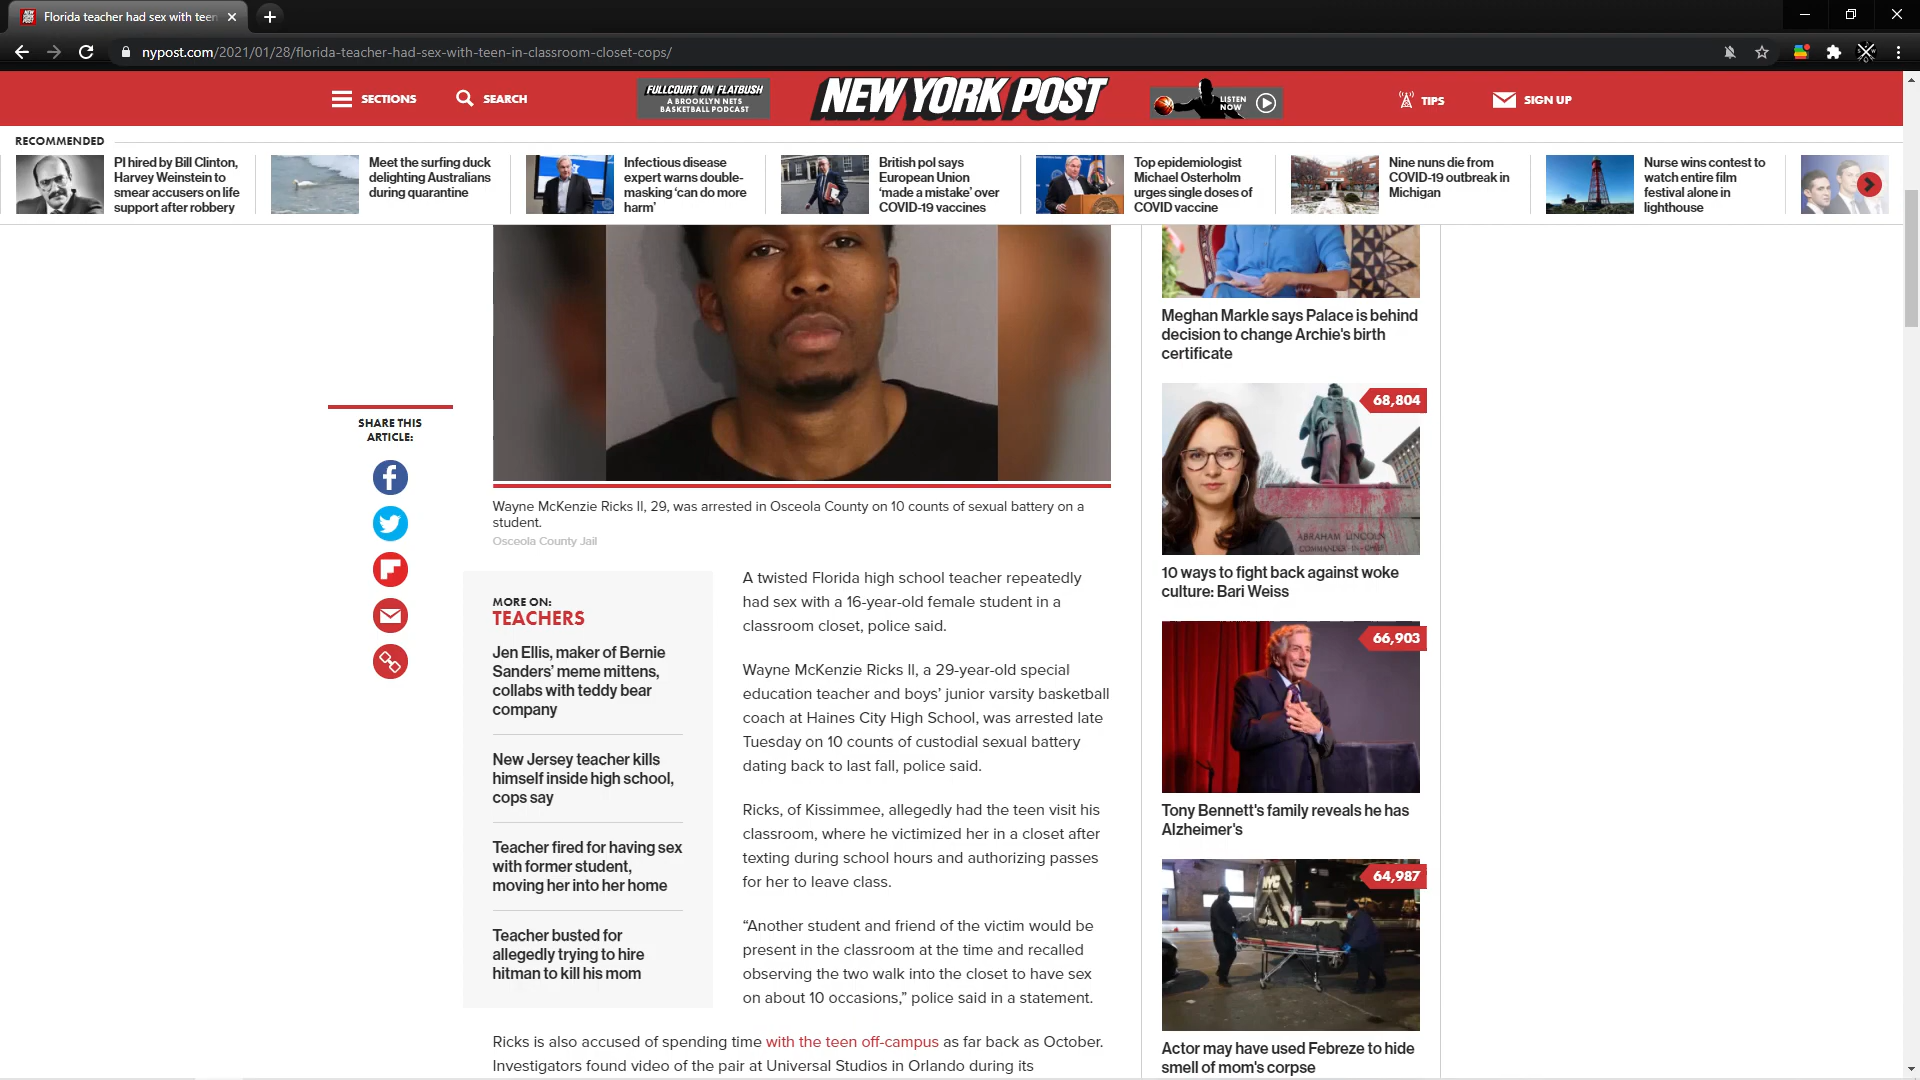 Florida teacher had sex with teen
nypost.com/2021/01/28/florida-teacher-had-sex-with-teen-in-classroom-closet-cops/
SECTIONS
SEARCH
FULLCOURT ON FLATBUSH
A BROOKLYN NETS
BASKETBALL PODCAST
NEW YORK POST
LISTEN
NOW
TIPS
SIGN UP
RECOMMENDED
PI hired by Bill Clinton,
Harvey Weinstein to
smear accusers on life
support after robbery
Meet the surfing duck
delighting Australians
during quarantine
Infectious disease
expert warns double-
masking ‘can do more
harm’
British pol says
European Union
‘made a mistake’ over
COVID-19 vaccines
Top epidemiologist
Michael Osterholm
urges single doses of
COVID vaccine
Nine nuns die from
COVID-19 outbreak in
Michigan
Nurse wins contest to
watch entire film
festival alone in
lighthouse
SHARE THIS
ARTICLE:
Wayne McKenzie Ricks II, 29, was arrested in Osceola County on 10 counts of sexual battery on a
student.
Osceola County Jail
MORE ON:
TEACHERS
Jen Ellis, maker of Bernie
Sanders’ meme mittens,
collabs with teddy bear
company
New Jersey teacher kills
himself inside high school,
cops say
Teacher fired for having sex
with former student,
moving her into her home
Teacher busted for
allegedly trying to hire
hitman to kill his mom
A twisted Florida high school teacher repeatedly
had sex with a 16-year-old female student in a
classroom closet, police said.
Wayne McKenzie Ricks II, a 29-year-old special
education teacher and boys’ junior varsity basketball
coach at Haines City High School, was arrested late
Tuesday on 10 counts of custodial sexual battery
dating back to last fall, police said.
Ricks, of Kissimmee, allegedly had the teen visit his
classroom, where he victimized her in a closet after
texting during school hours and authorizing passes
for her to leave class.
“Another student and friend of the victim would be
present in the classroom at the time and recalled
observing the two walk into the closet to have sex
on about 10 occasions,” police said in a statement.
Ricks is also accused of spending time with the teen off-campus as far back as October.
Investigators found video of the pair at Universal Studios in Orlando during its
Meghan Markle says Palace is behind
decision to change Archie's birth
certificate
68,804
ABRAHAM LINCOLN
COMMANDER-IN-CHIEF
10 ways to fight back against woke
culture: Bari Weiss
66,903
Tony Bennett's family reveals he has
Alzheimer's
64,987
Actor may have used Febreze to hide
smell of mom's corpse